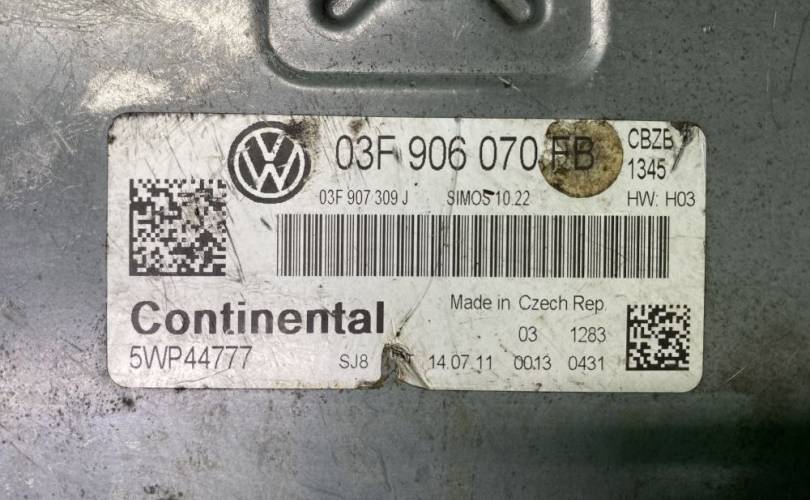 03F 906 070 FB
CBZB
1345
03F 907 309 J SIMOS 10.22 HW: H03
Continental Made in Czech Rep.
03 1283
5WP44777 SJ8 14.07.11 0013 0431